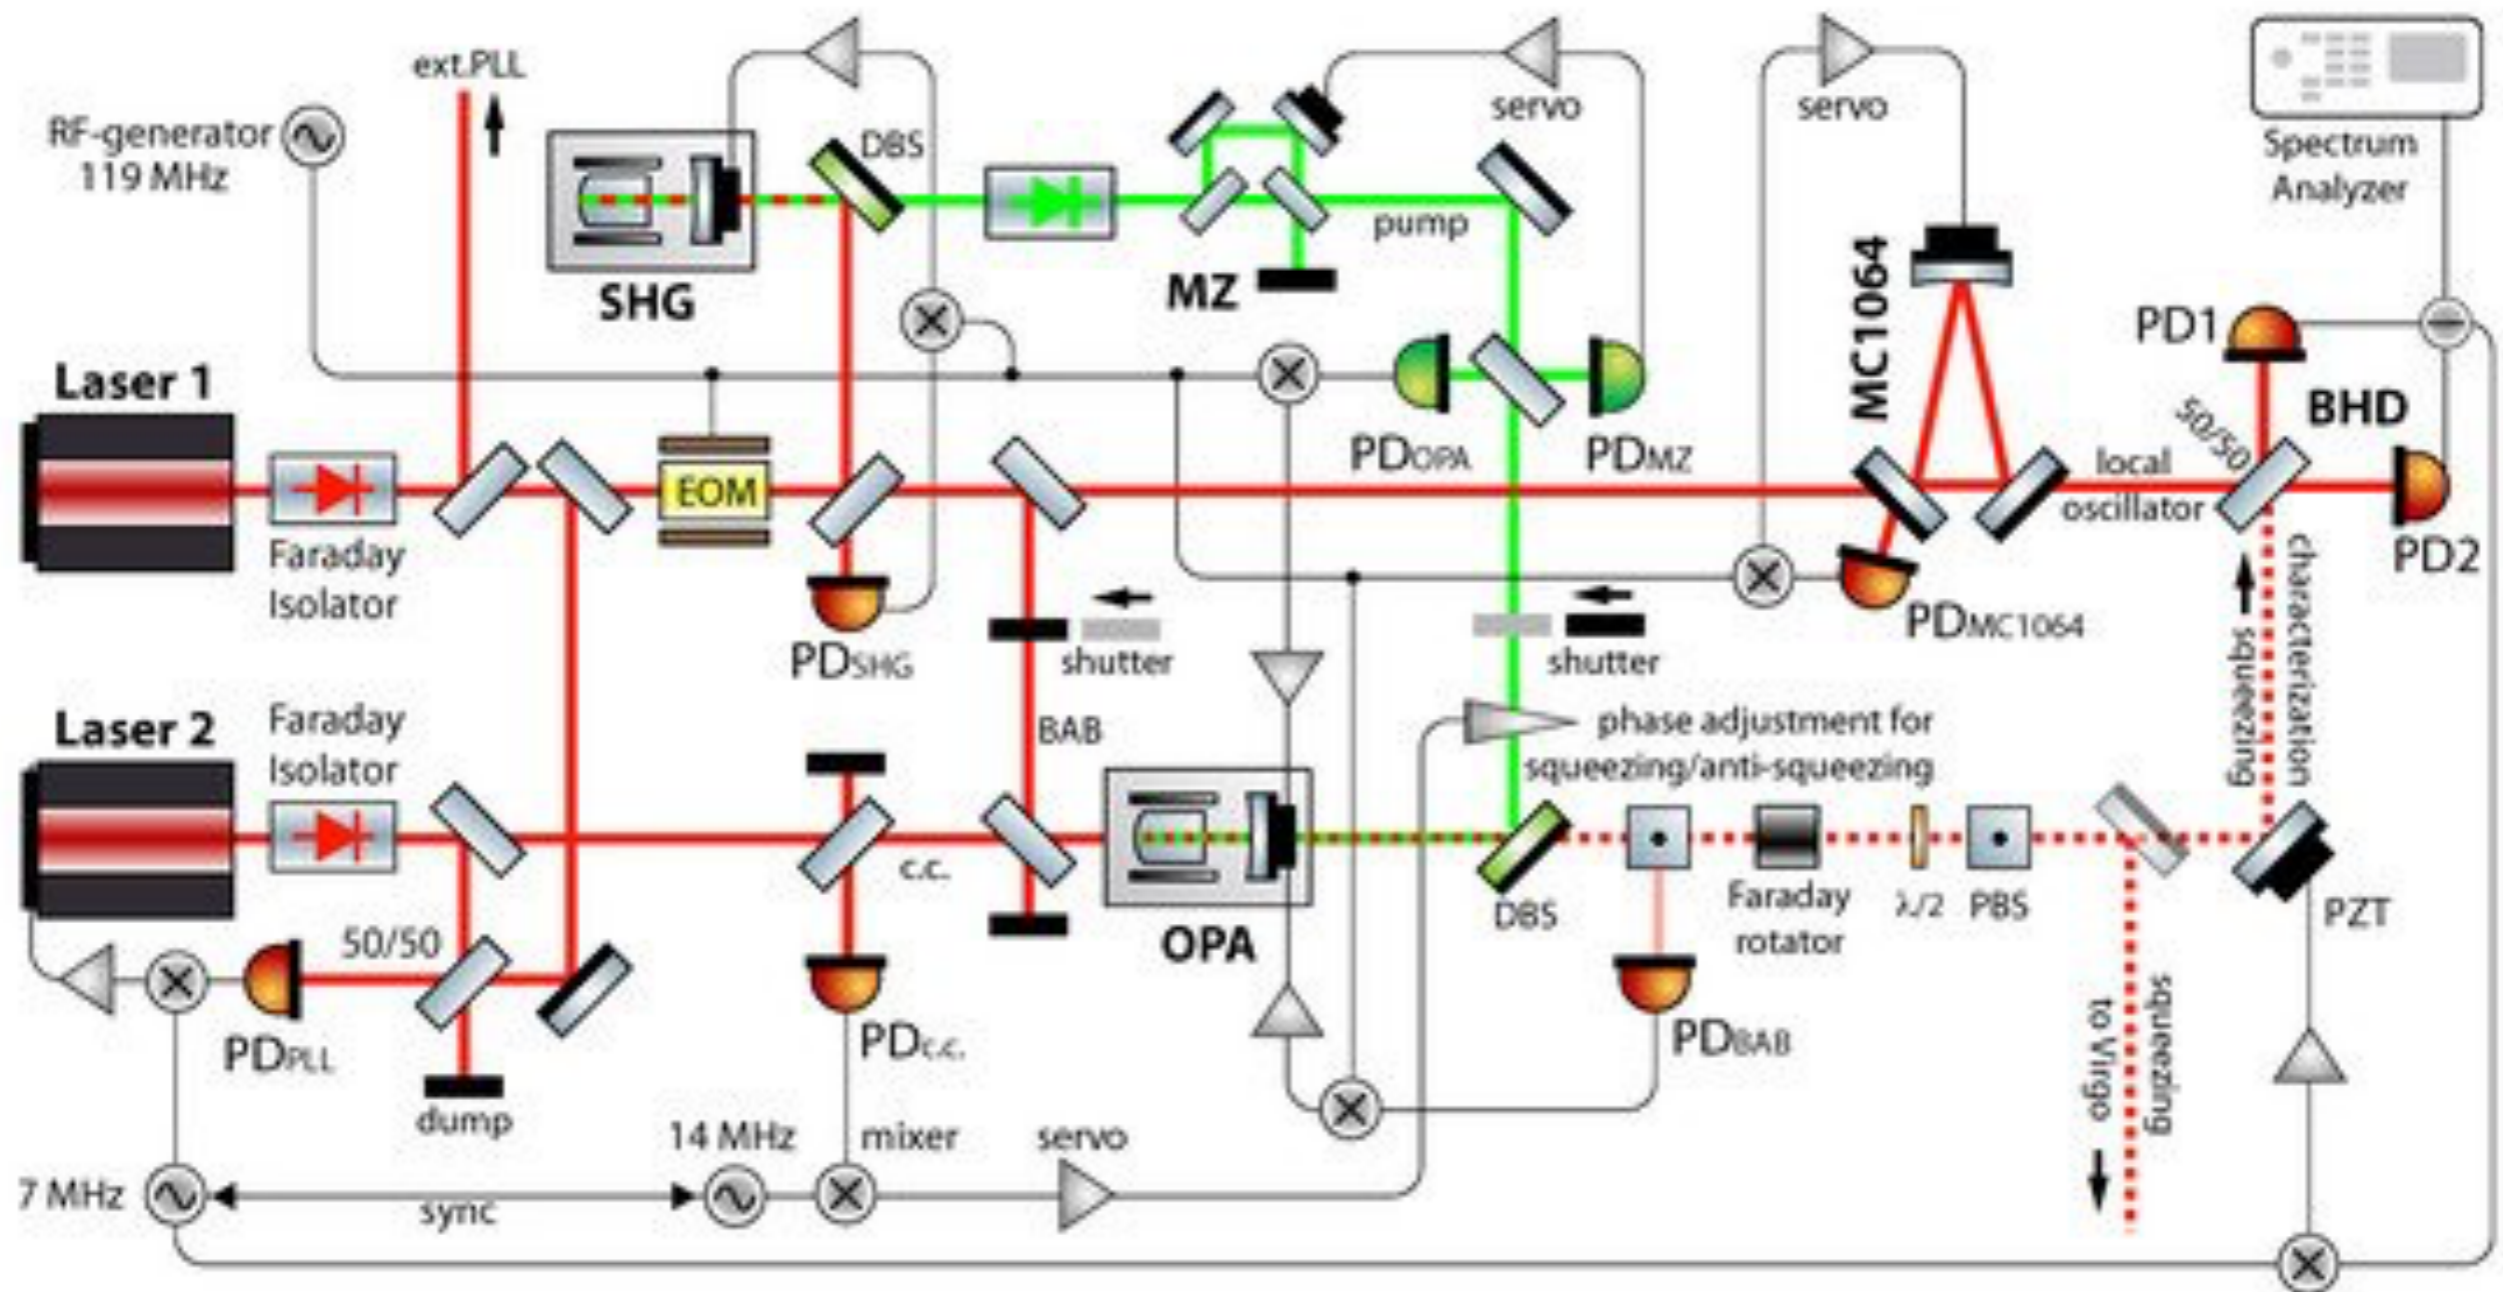 ext.PLL
RF-generator
119 MHz
DBS
servo
servo
Spectrum
Analyzer
pump
SHG
MZ
MC1064
PD1
BHD
50/50
Laser 1
PDOPA
PDMZ
local
oscillator
EOM
PD2
Faraday
Isolator
PDSHG
shutter
shutter
PDMC1064
characterization
squeezing
Laser 2
Faraday
Isolator
BAB
phase adjustment for
squeezing/anti-squeezing
c.c.
OPA
DBS
Faraday
rotator
λ/2
PBS
PZT
50/50
PDPLL
dump
PDc.c.
PDBAB
squeezing
to Virgo
14 MHz
mixer
servo
7 MHz
sync